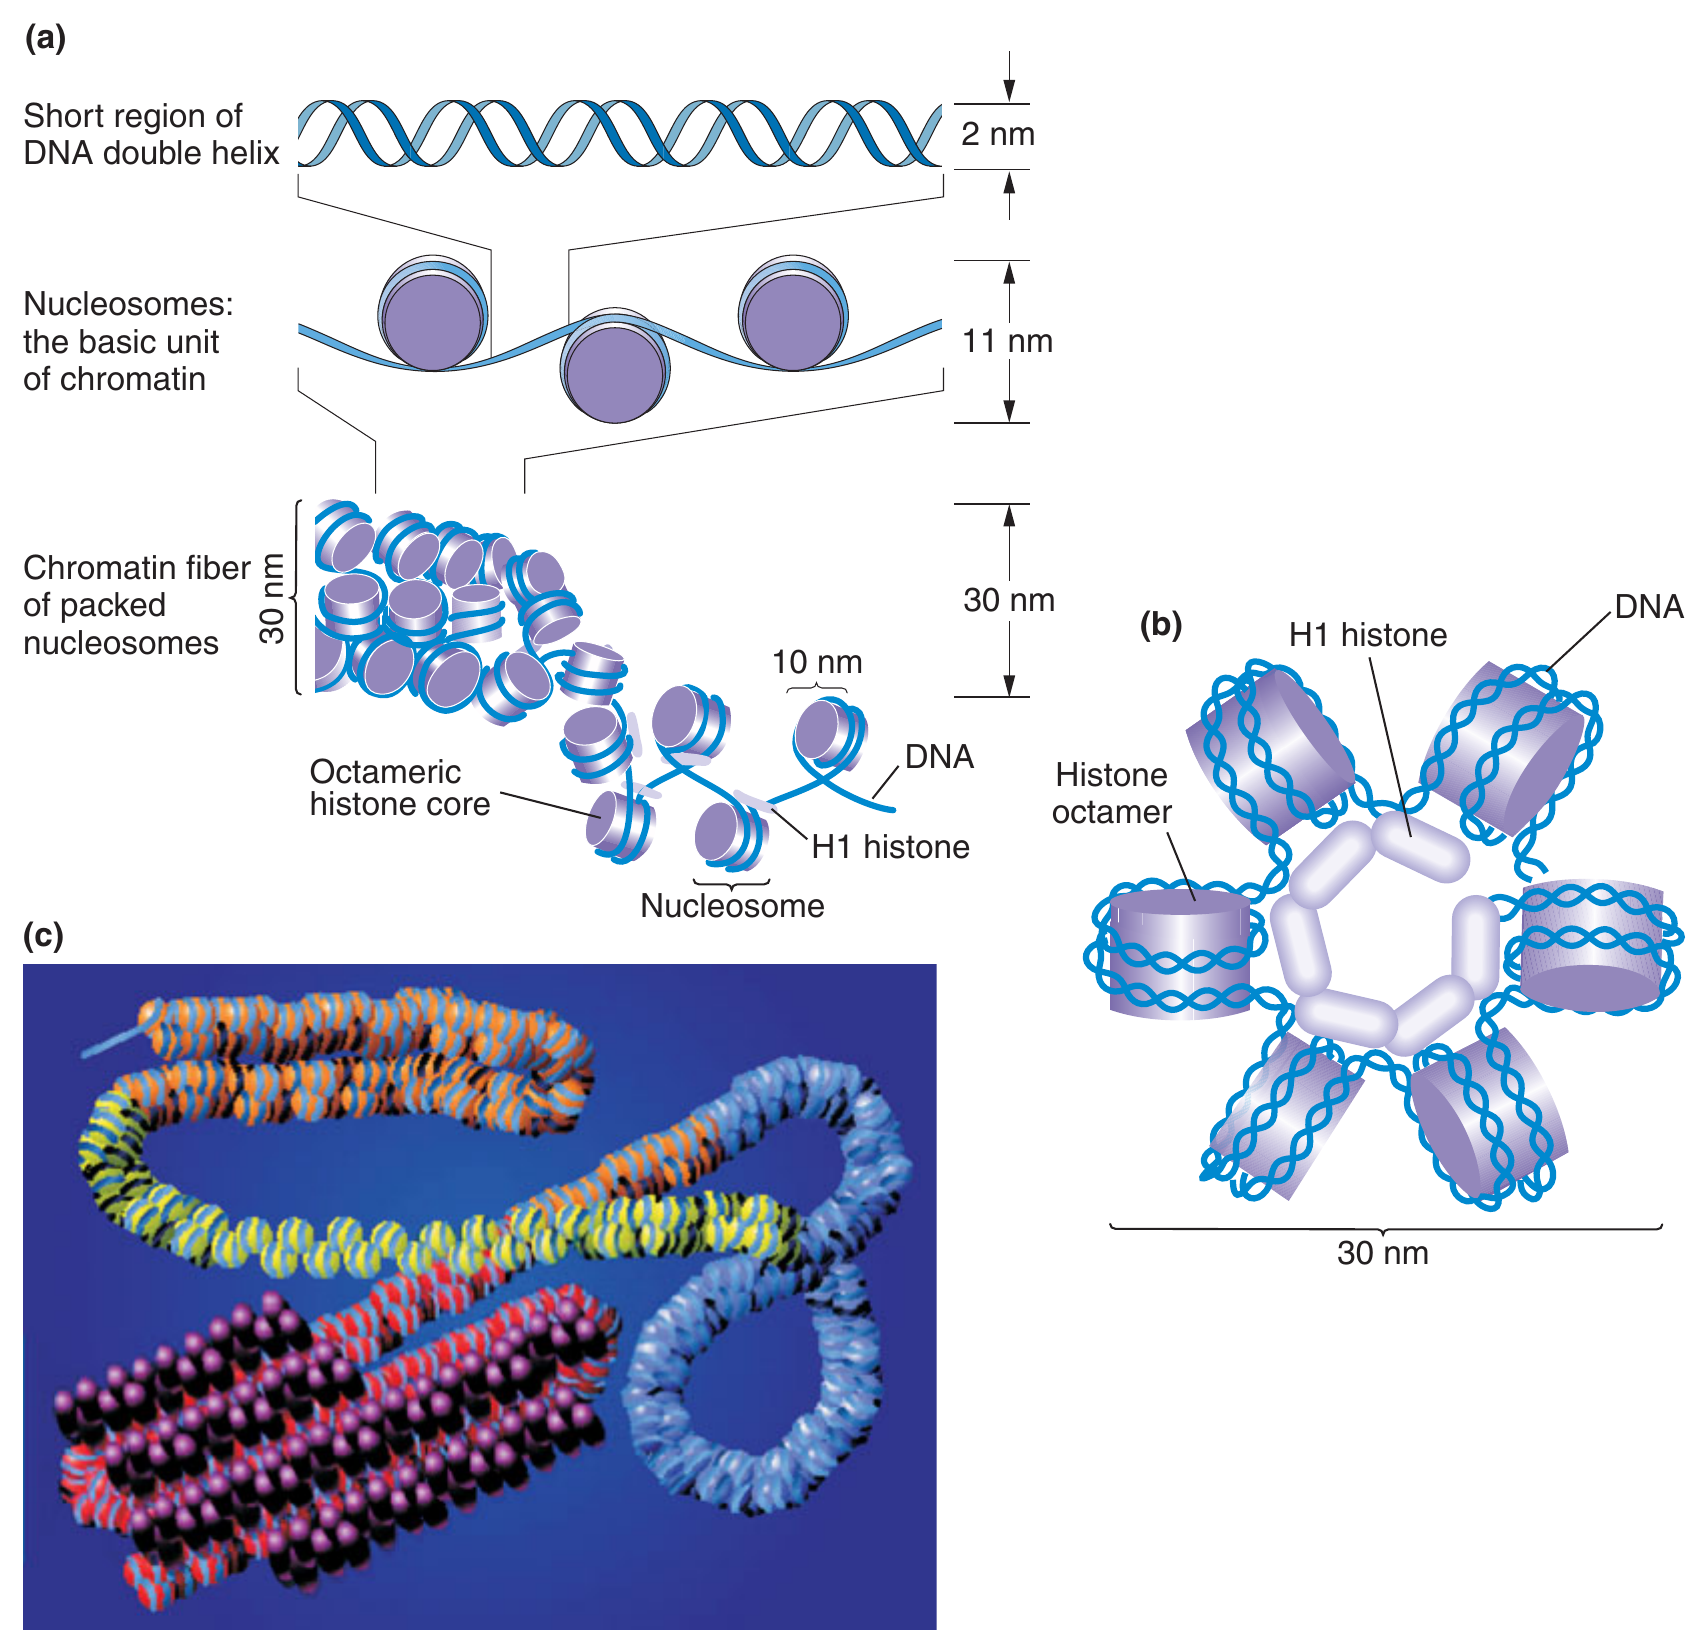 (a)
Short region of
DNA double helix
2 nm
Nucleosomes:
the basic unit
of chromatin
11 nm
Chromatin fiber
of packed
nucleosomes
30 nm
30 nm
10 nm
Octameric
histone core
DNA
H1 histone
Nucleosome
(b)
H1 histone
DNA
Histone
octamer
30 nm
(c)